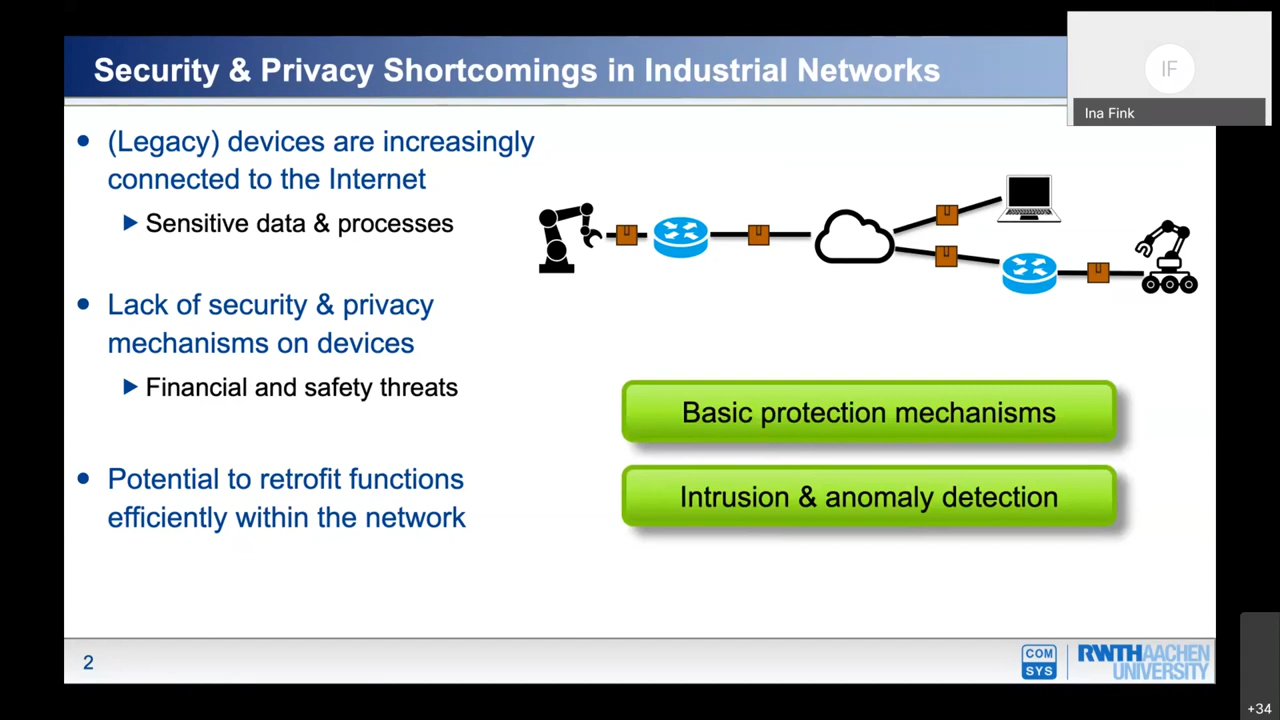 Security & Privacy Shortcomings in Industrial Networks
IF
Ina Fink
(Legacy) devices are increasingly
connected to the Internet
Sensitive data & processes
Lack of security & privacy
mechanisms on devices
Financial and safety threats
Potential to retrofit functions
efficiently within the network
Basic protection mechanisms
Intrusion & anomaly detection
2
COM
SYS
RWTHAACHEN
UNIVERSITY
+34